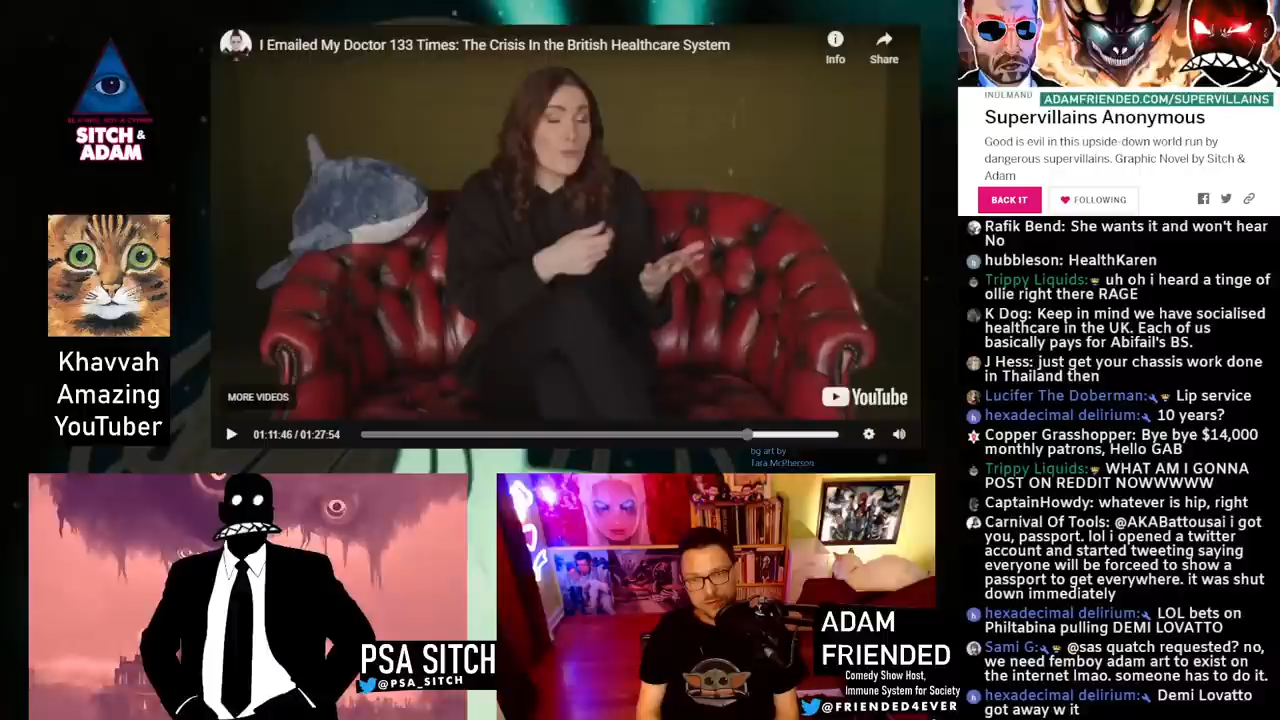 I Emailed My Doctor 133 Times: The Crisis In the British Healthcare System
Info
Share
SITCH &
ADAM
Khavvah
Amazing
YouTuber
MORE VIDEOS
YouTube
01:11:46 / 01:27:54
bg art by
Tara McPherson
PSA SITCH
@PSA_SITCH
ADAM
FRIENDED
Comedy Show Host,
Immune System for Society
@FRIENDED4EVER
INDEMAND
ADAMFRIENDED.COM/SUPERVILLAINS
Supervillains Anonymous
Good is evil in this upside-down world run by
dangerous supervillains. Graphic Novel by Sitch &
Adam
BACK IT
FOLLOWING
Rafik Bend: She wants it and won't hear
No
hubbleson: HealthKaren
Trippy Liquids: uh oh i heard a tinge of
ollie right there RAGE
K Dog: Keep in mind we have socialised
healthcare in the UK. Each of us
basically pays for Abifail's BS.
J Hess: just get your chassis work done
in Thailand then
Lucifer The Doberman: Lip service
hexadecimal delirium: 10 years?
Copper Grasshopper: Bye bye $14,000
monthly patrons, Hello GAB
Trippy Liquids: WHAT AM I GONNA
POST ON REDDIT NOWWWWW
CaptainHowdy: whatever is hip, right
Carnival Of Tools: @AKABattousai i got
you, passport. lol i opened a twitter
account and started tweeting saying
everyone will be forceed to show a
passport to get everywhere. it was shut
down immediately
hexadecimal delirium: LOL bets on
Philtabina pulling DEMI LOVATTO
Sami G: @sas quatch requested? no,
we need femboy adam art to exist on
the internet lmao. someone has to do it.
hexadecimal delirium: Demi Lovatto
got away w it